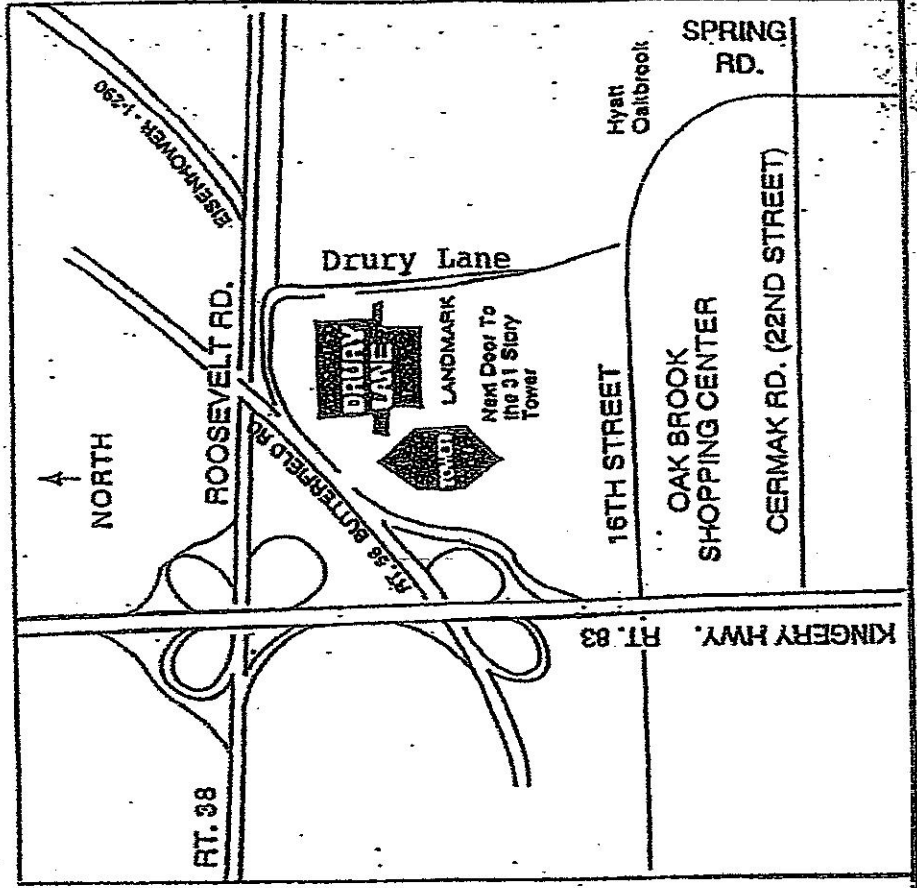 SPRING
RD.
Hyatt
Oakbrook
EISENHOWER - I-290
NORTH
ROOSEVELT RD.
Drury Lane
DRURY
LANE
LANDMARK
Next Door To
the 31 Story
Tower
TOWER
RT. 56 BUTTERFIELD RD.
16TH STREET
OAK BROOK
SHOPPING CENTER
CERMAK RD. (22ND STREET)
KINGERY HWY. RT. 83
RT. 38